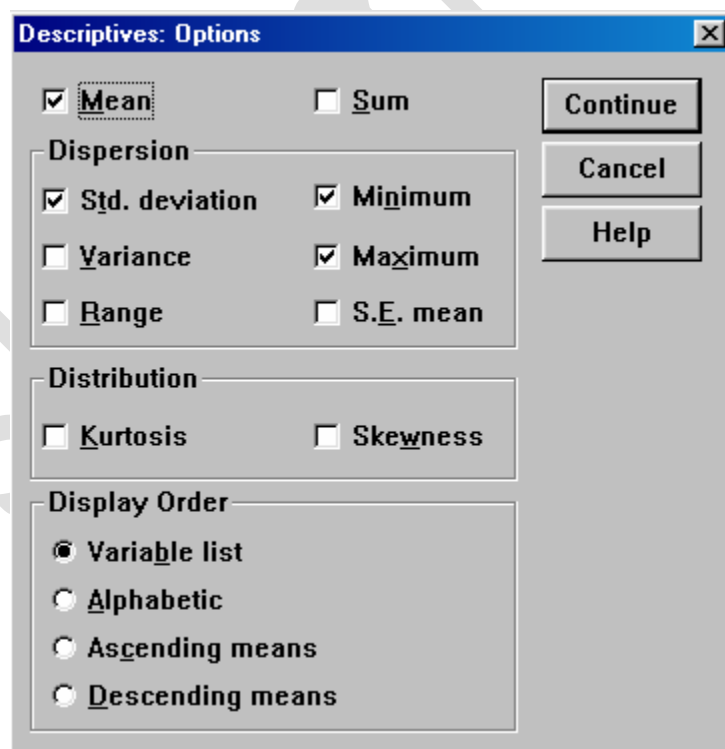 Descriptives: Options
Mean
Sum
Continue
Dispersion
Cancel
Std. deviation
Minimum
Help
Variance
Maximum
Range
S.E. mean
Distribution
Kurtosis
Skewness
Display Order
Variable list
Alphabetic
Ascending means
Descending means